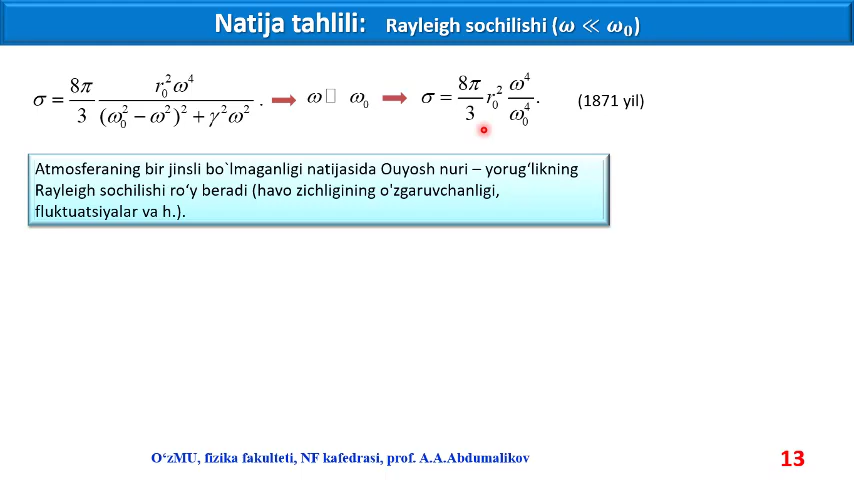 Natija tahlili: Rayleigh sochilishi (ω ≪ ω₀)
σ = 8π/3 r₀²ω⁴/((ω₀² − ω²)² + γ²ω²) . ➡ ω□ ω₀ ➡ σ = 8π/3 r₀² ω⁴/ω₀⁴. (1871 yil)
Atmosferaning bir jinsli bo`lmaganligi natijasida Ouyosh nuri – yorug‘likning
Rayleigh sochilishi ro‘y beradi (havo zichligining o'zgaruvchanligi,
fluktuatsiyalar va h.).
O‘zMU, fizika fakulteti, NF kafedrasi, prof. A.A.Abdumalikov
13